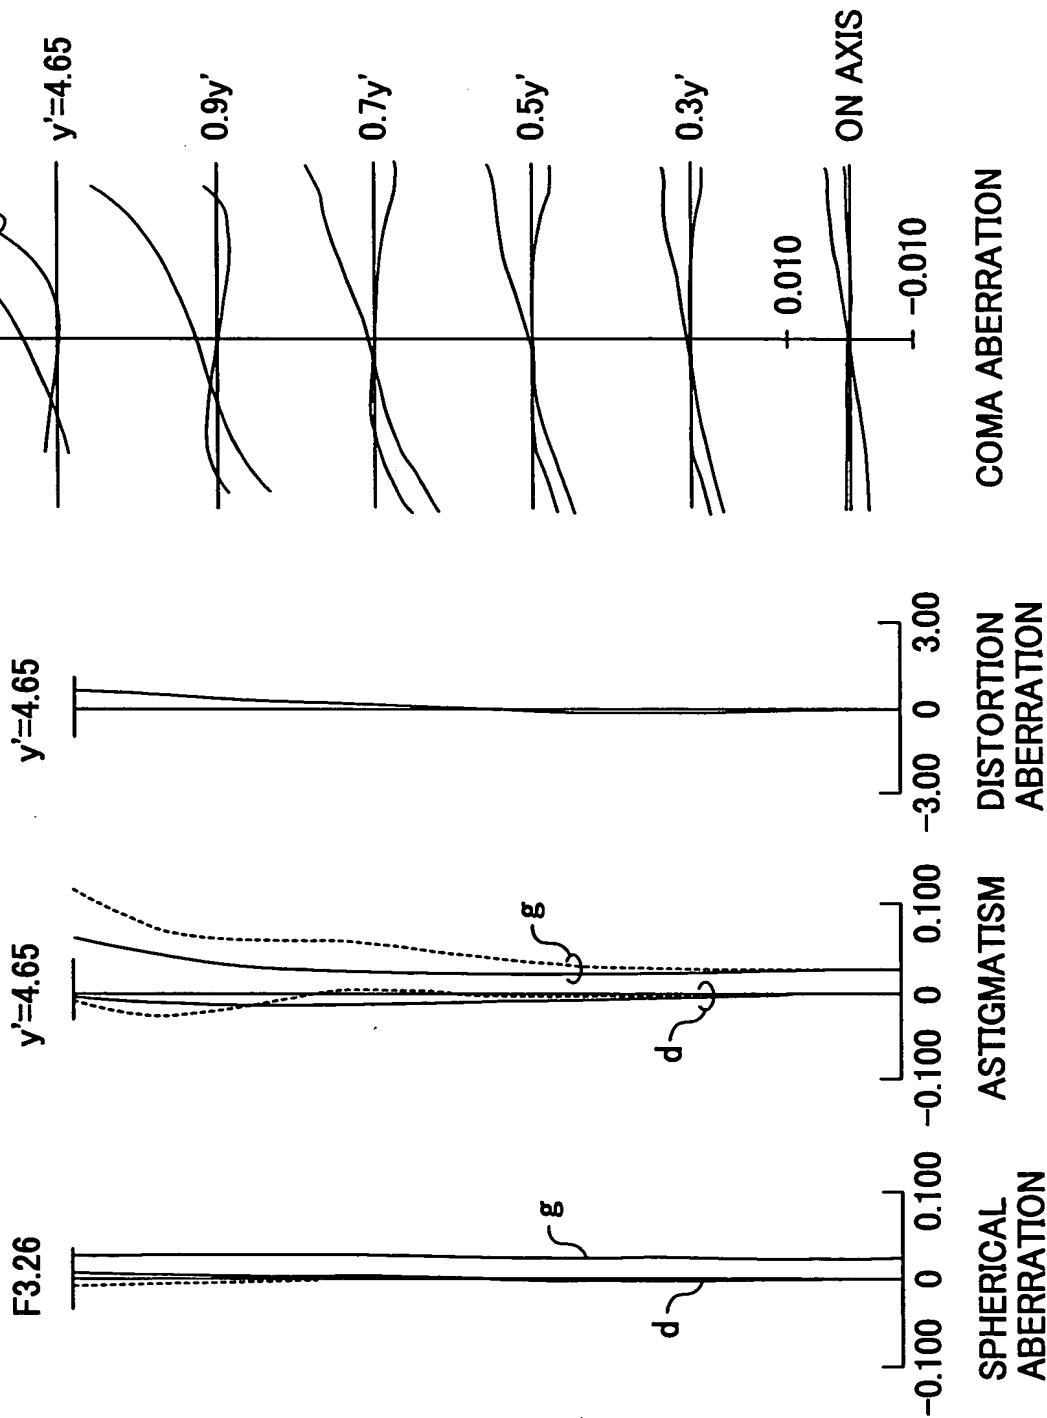 F3.26
g
d
-0.100
0
0.100
SPHERICAL
ABERRATION
y'=4.65
g
d
-0.100
0
0.100
ASTIGMATISM
y'=4.65
-3.00
0
3.00
DISTORTION
ABERRATION
y'=4.65
0.9y'
0.7y'
0.5y'
0.3y'
0.010
ON AXIS
-0.010
COMA ABERRATION